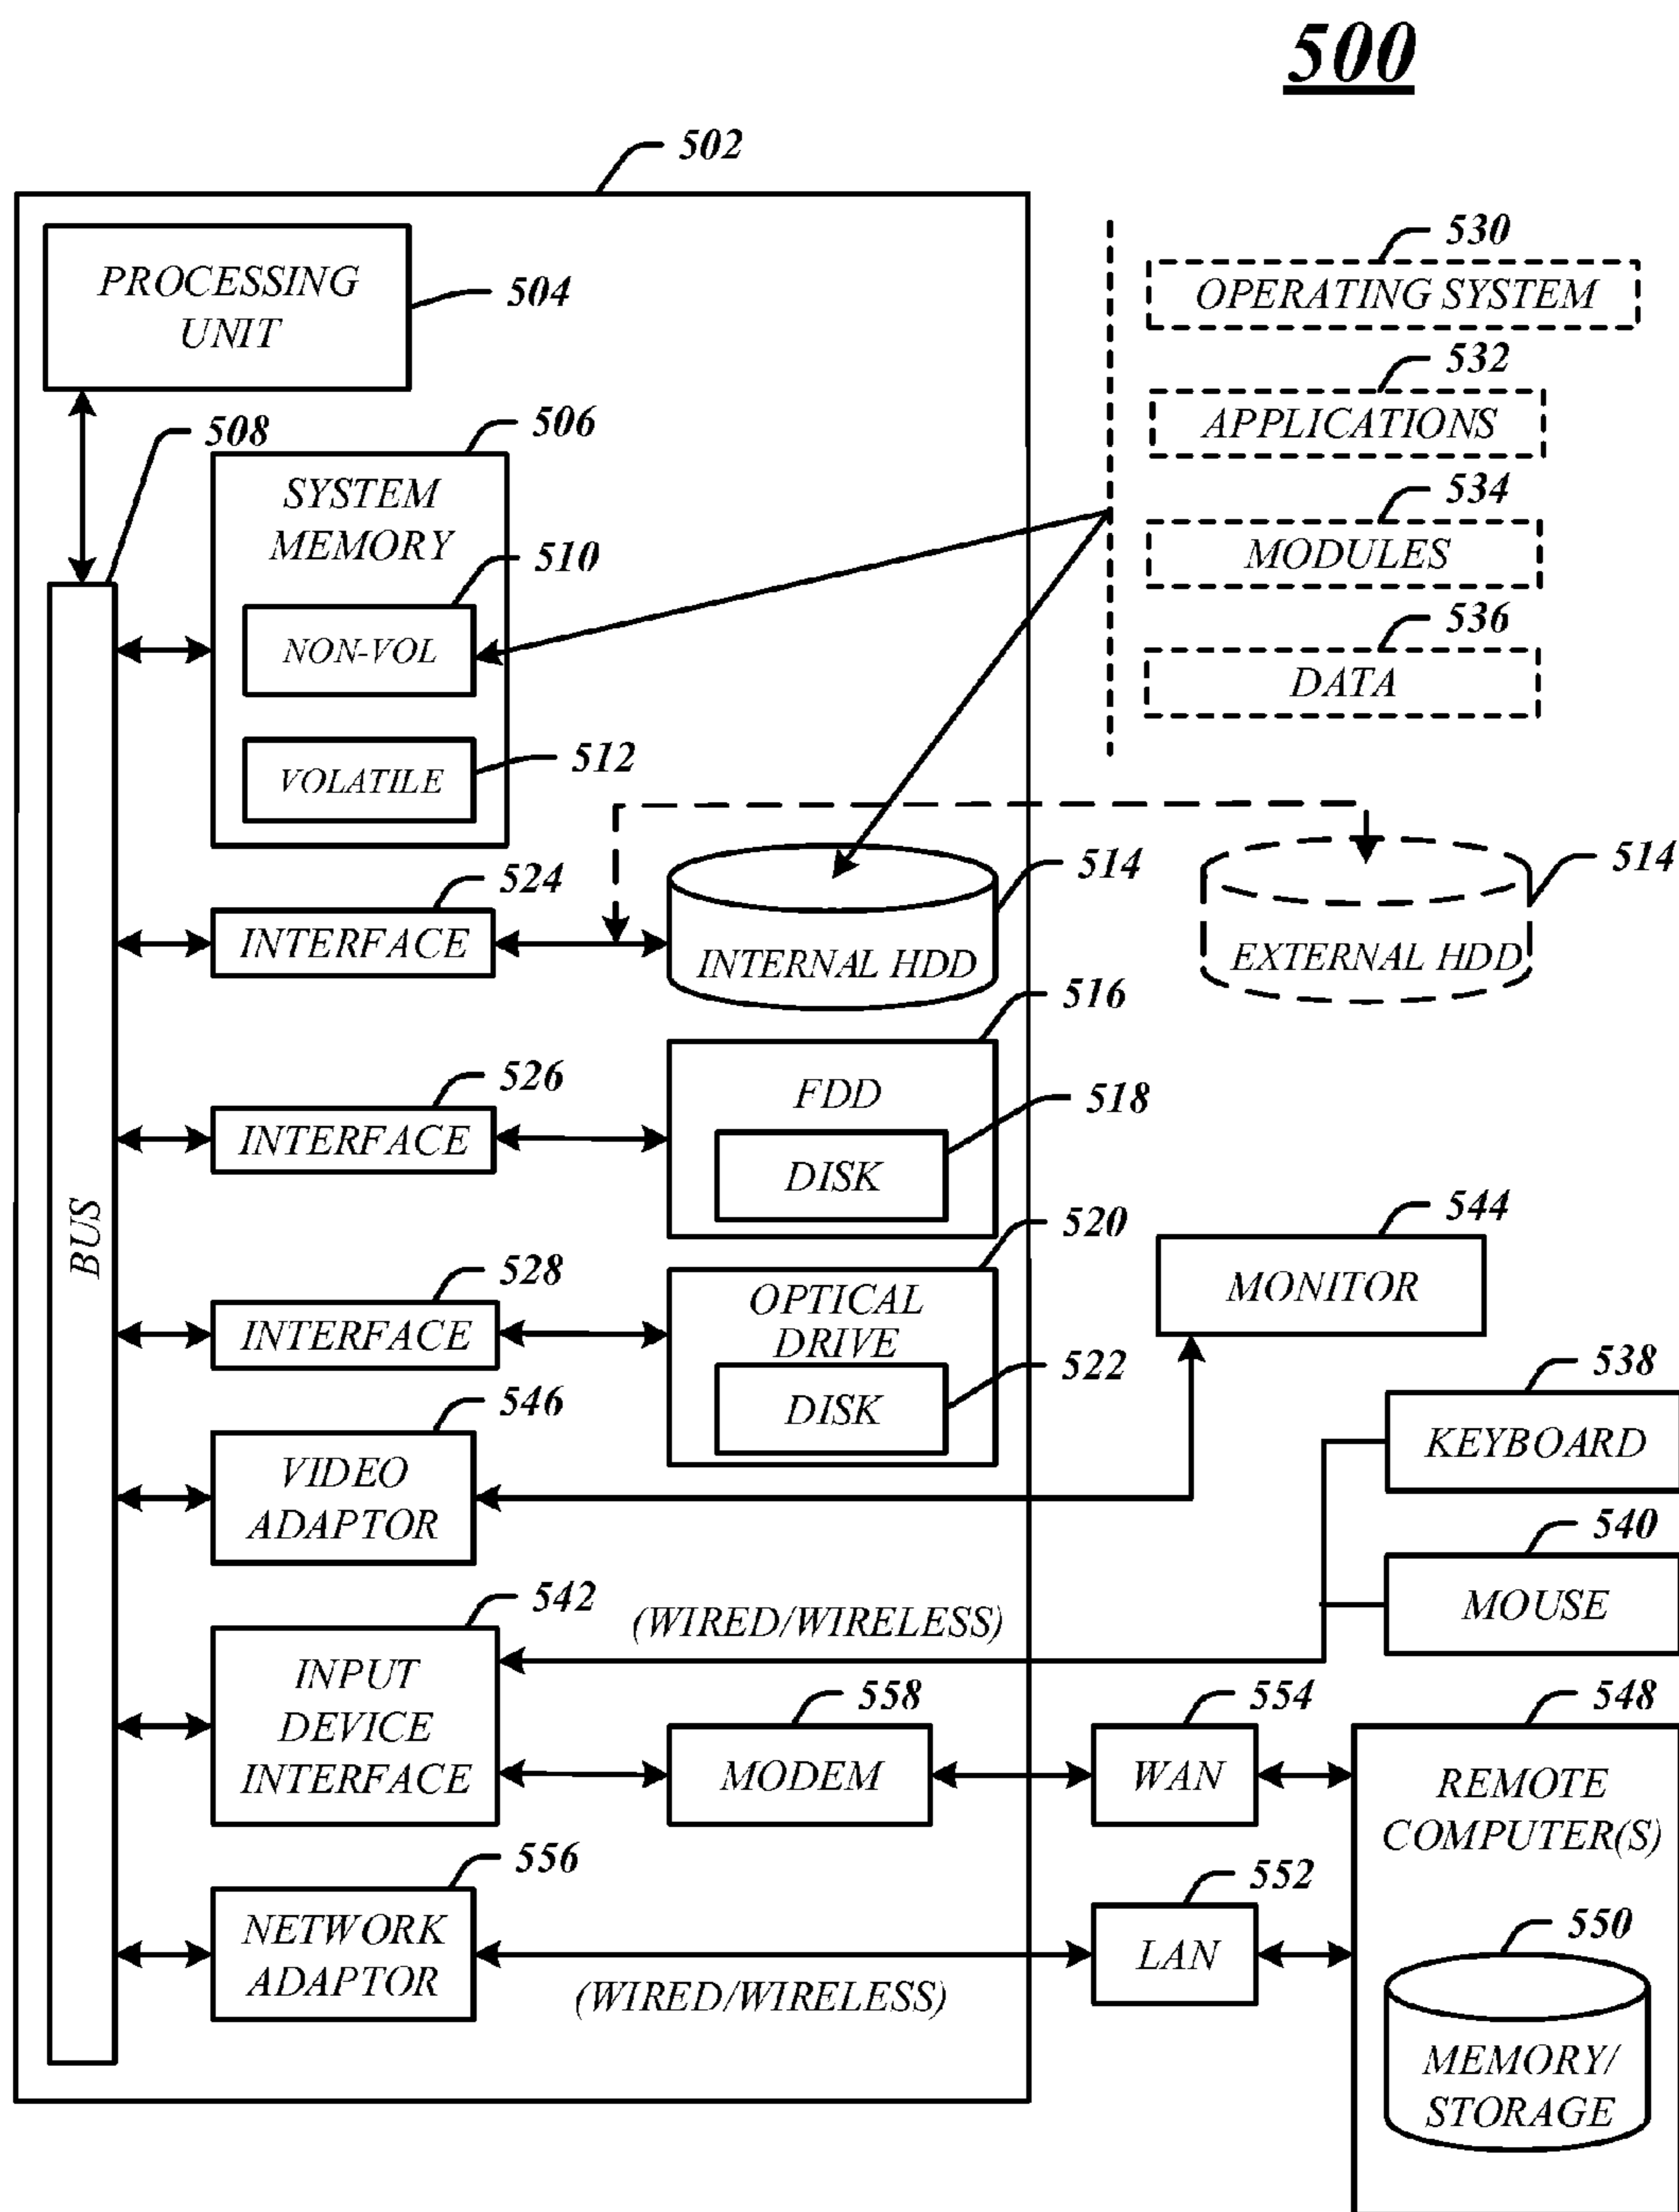 500
502
PROCESSING
UNIT
504
530
OPERATING SYSTEM
532
APPLICATIONS
534
MODULES
536
DATA
508
506
SYSTEM
MEMORY
510
NON-VOL
512
VOLATILE
BUS
524
INTERFACE
514
INTERNAL HDD
514
EXTERNAL HDD
516
526
INTERFACE
FDD
518
DISK
520
528
INTERFACE
OPTICAL
DRIVE
522
DISK
544
MONITOR
538
KEYBOARD
546
VIDEO
ADAPTOR
540
MOUSE
542
INPUT
DEVICE
INTERFACE
(WIRED/WIRELESS)
558
MODEM
554
WAN
548
REMOTE
COMPUTER(S)
556
NETWORK
ADAPTOR
(WIRED/WIRELESS)
552
LAN
550
MEMORY/
STORAGE